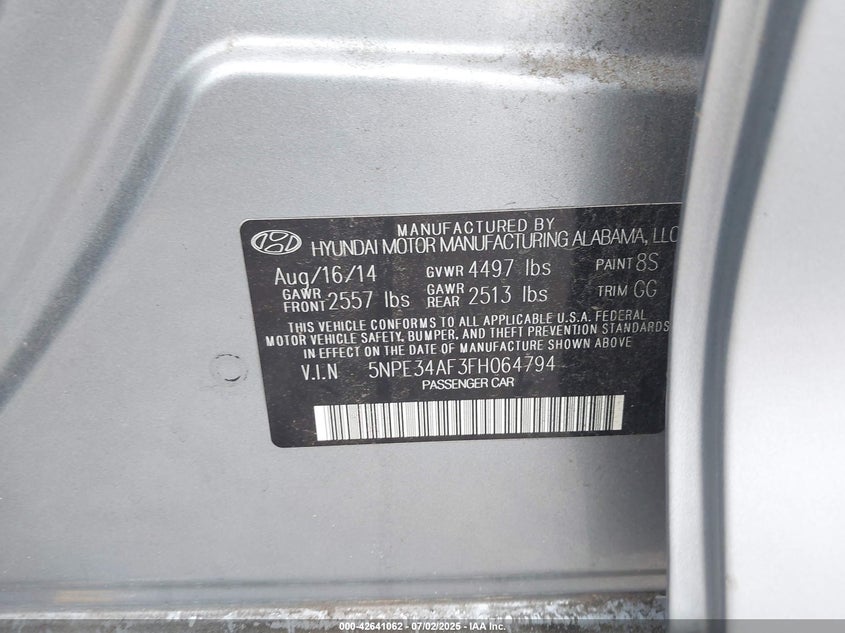 MANUFACTURED BY
HYUNDAI MOTOR MANUFACTURING ALABAMA, LLC
Aug/16/14 GVWR 4497 lbs PAINT 8S
GAWR FRONT 2557 lbs GAWR REAR 2513 lbs TRIM GG
THIS VEHICLE CONFORMS TO ALL APPLICABLE U.S.A. FEDERAL
MOTOR VEHICLE SAFETY, BUMPER, AND THEFT PREVENTION STANDARDS
IN EFFECT ON THE DATE OF MANUFACTURE SHOWN ABOVE
V.I.N 5NPE34AF3FH064794
PASSENGER CAR
000-42641062 - 07/02/2025 - IAA Inc.